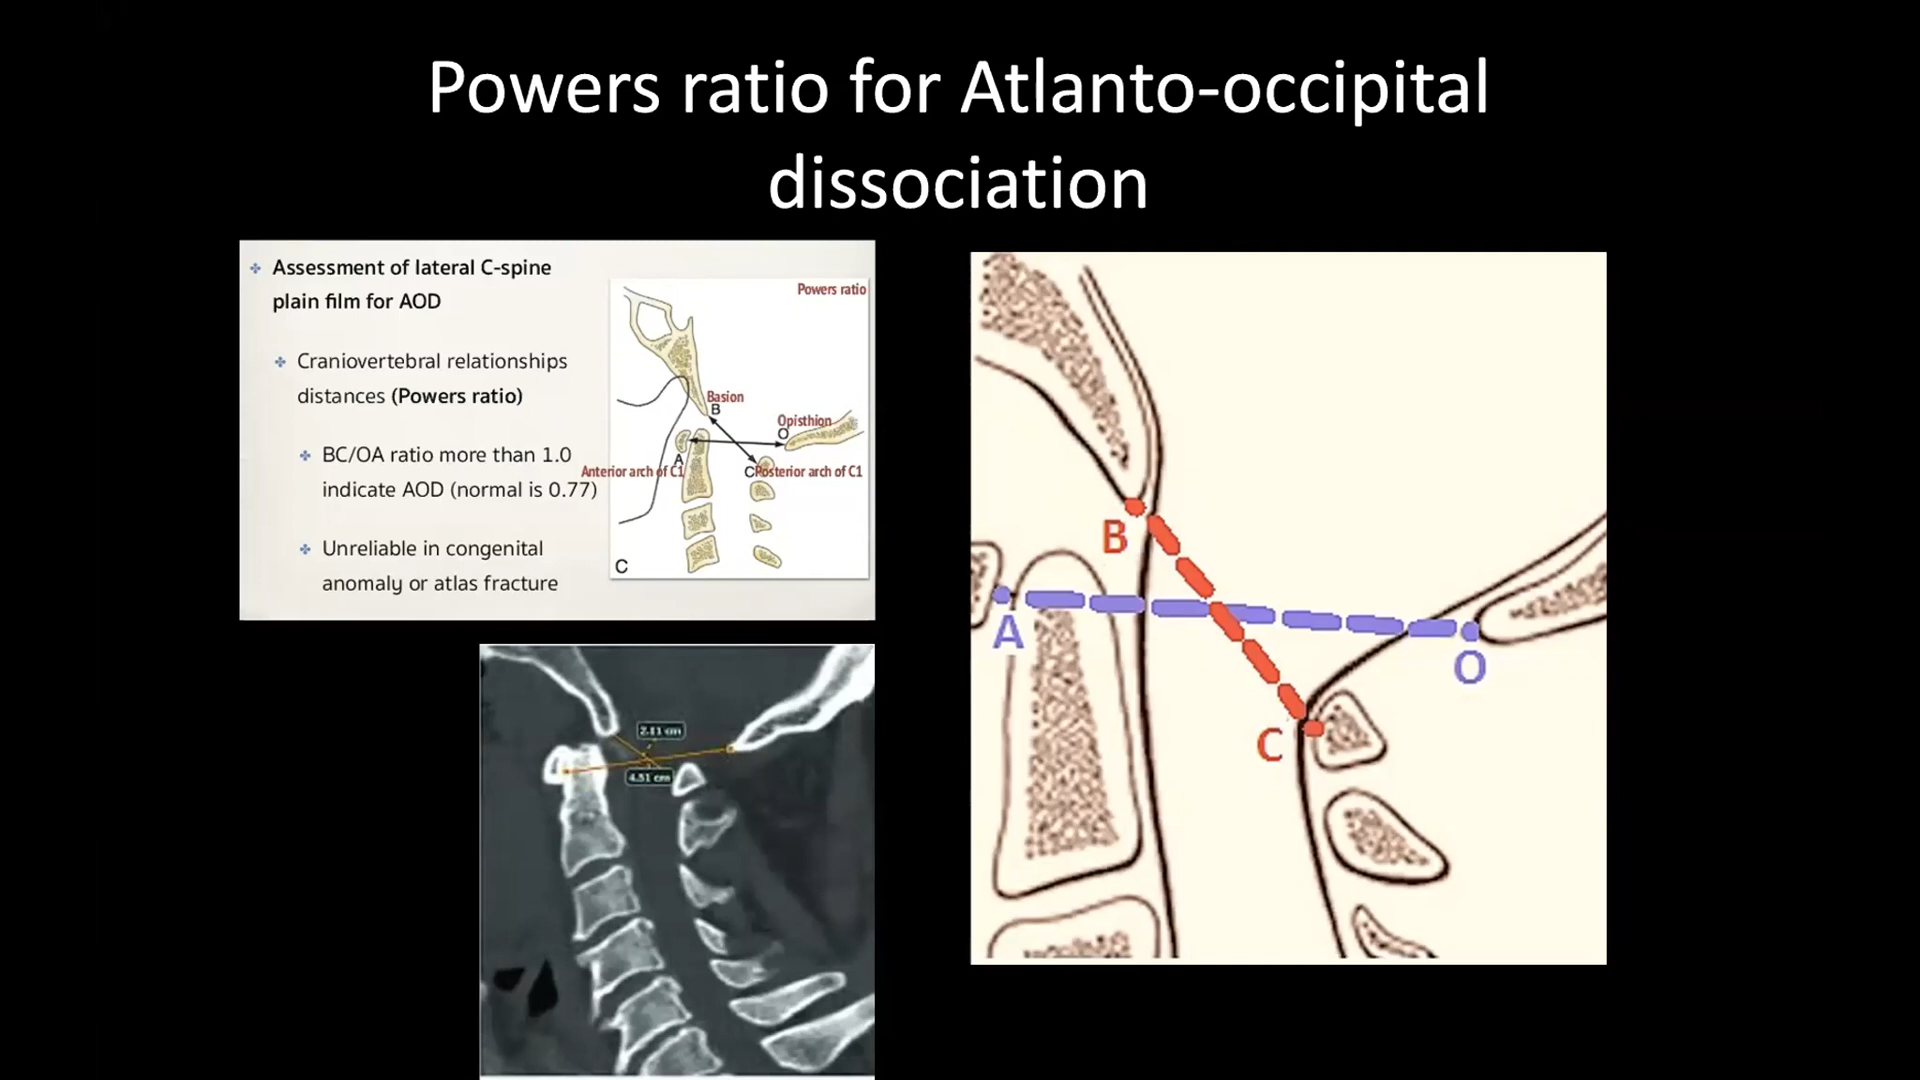 Powers ratio for Atlanto-occipital
dissociation
Assessment of lateral C-spine
plain film for AOD
Craniovertebral relationships
distances (Powers ratio)
BC/OA ratio more than 1.0
indicate AOD (normal is 0.77)
Unreliable in congenital
anomaly or atlas fracture
Powers ratio
Basion
B
Opisthion
O
A
Anterior arch of C1
C
Posterior arch of C1
C
B
A
O
C
2.11 cm
4.51 cm